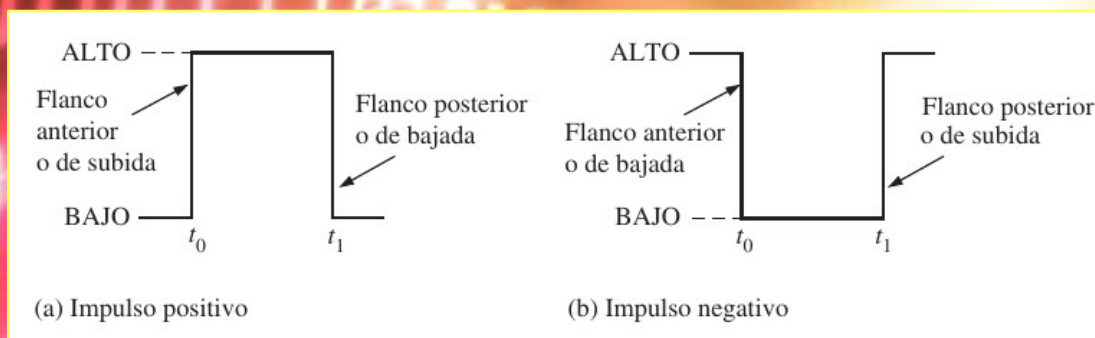 ALTO
Flanco
anterior
o de subida
Flanco posterior
o de bajada
BAJO
t₀
t₁
(a) Impulso positivo
ALTO
Flanco anterior
o de bajada
Flanco posterior
o de subida
BAJO
t₀
t₁
(b) Impulso negativo